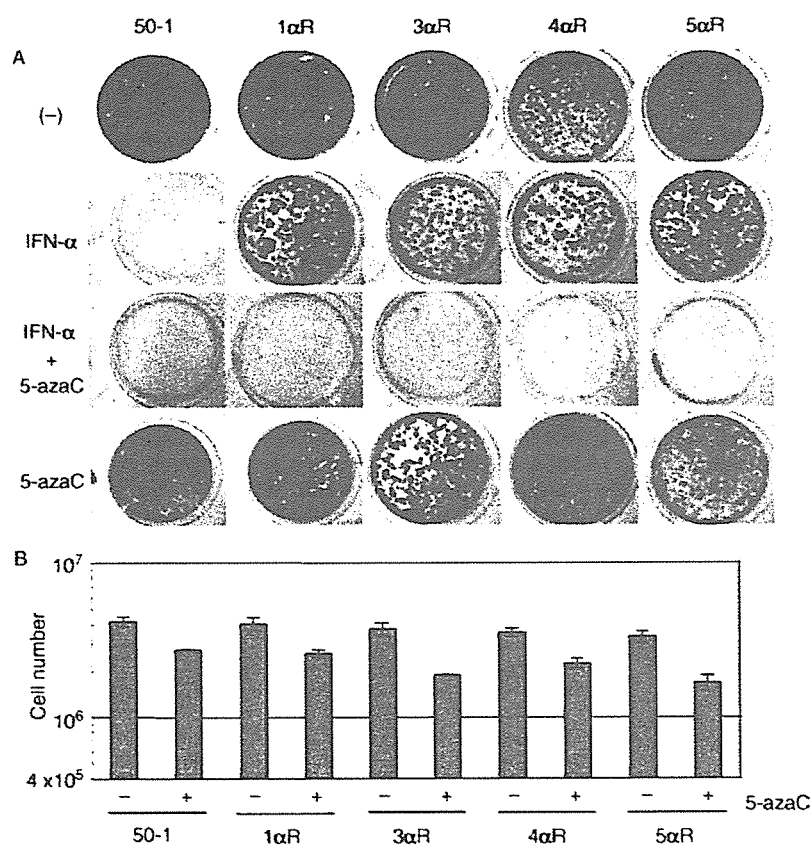 50-1 1αR 3αR 4αR 5αR
A
(-)
IFN-α
IFN-α
+
5-azaC
5-azaC
B
10⁷
Cell number
10⁶
4 x10⁵
− + − + − + − + − + 5-azaC
50-1 1αR 3αR 4αR 5αR